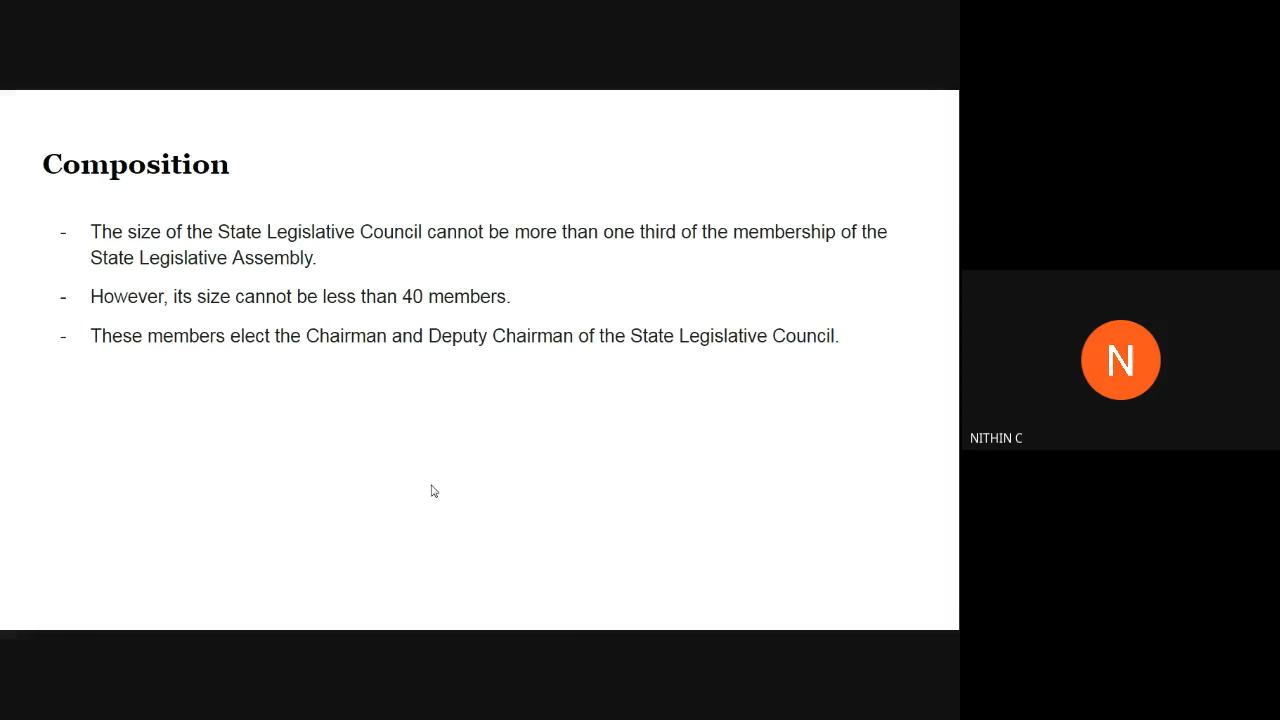 Composition
- The size of the State Legislative Council cannot be more than one third of the membership of the
State Legislative Assembly.
- However, its size cannot be less than 40 members.
- These members elect the Chairman and Deputy Chairman of the State Legislative Council.
N
NITHIN C